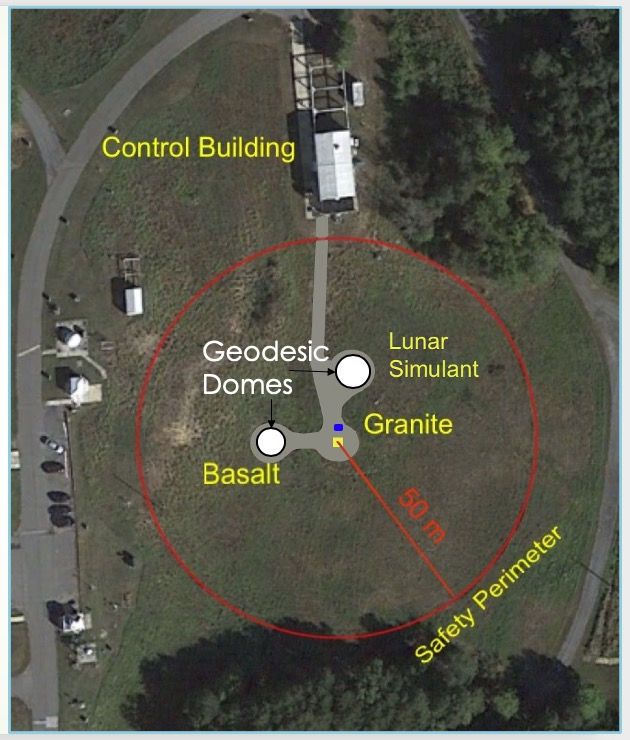 Control Building
Geodesic
Domes
Lunar
Simulant
Granite
Basalt
50 m
Safety Perimeter